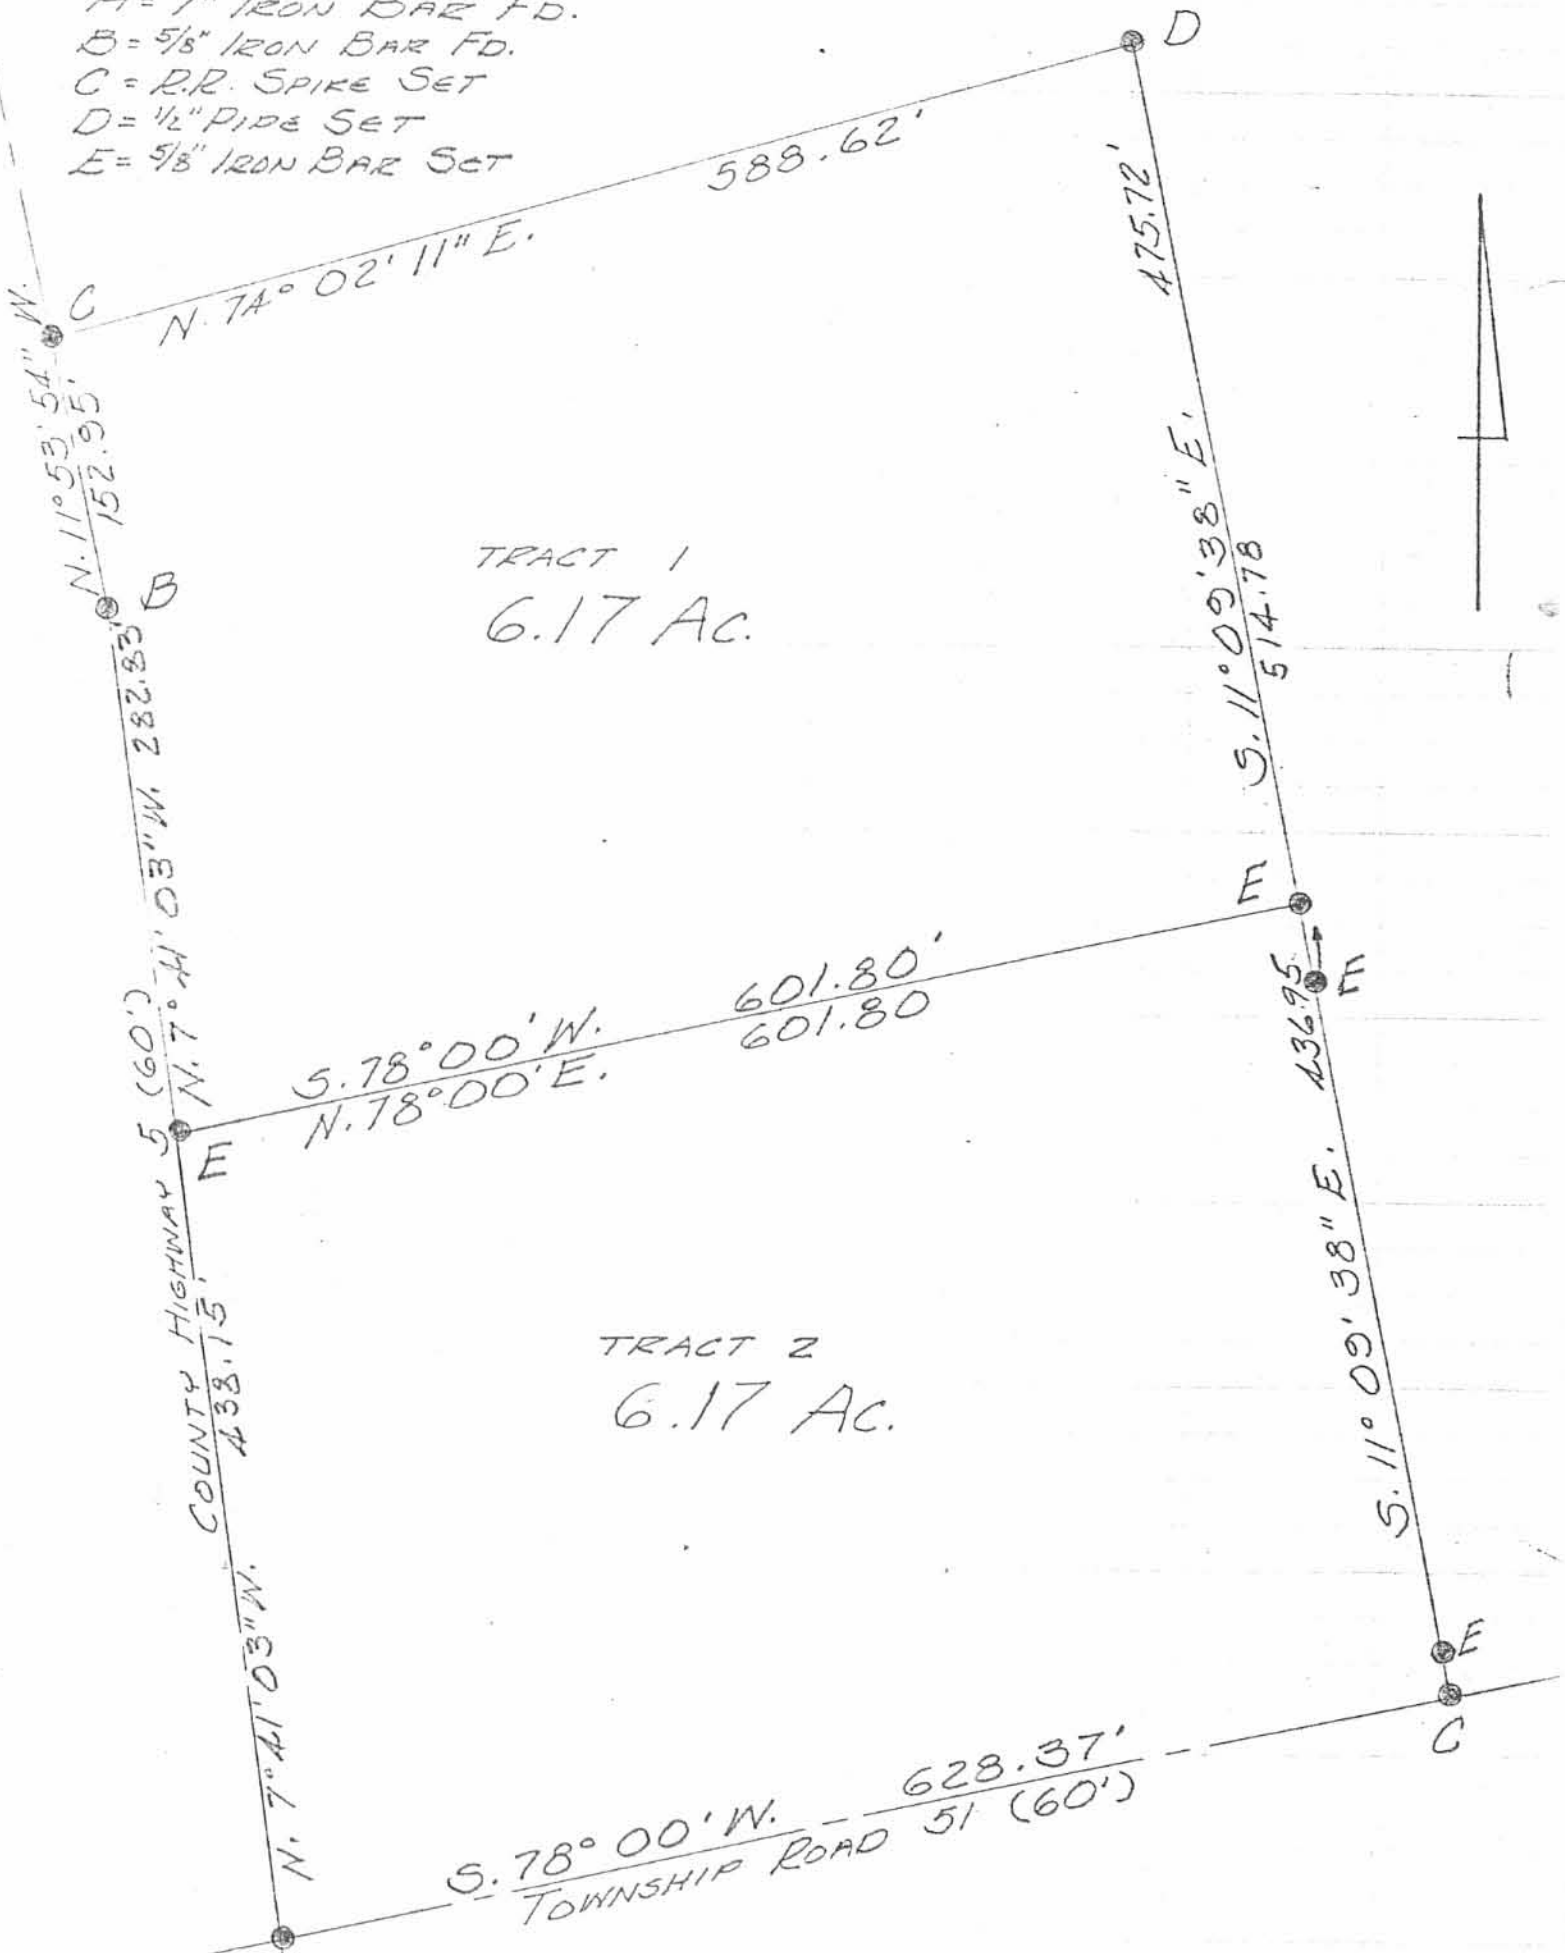 A = 1" IRON BAR FD.
B = 5/8" IRON BAR FD.
C = R.R. SPIKE SET
D = 1/2" PIPE SET
E = 5/8" IRON BAR SET
D
588.62'
N. 74° 02' 11" E.
475.72'
C
N. 11° 53' 54" W.
152.95'
B
S. 11° 09' 38" E.
514.78
TRACT 1
6.17 AC.
N. 7° 41' 03" W. 282.83'
E
E
436.95
601.80'
S. 78° 00' W.
601.80
N. 78° 00' E.
E
COUNTY HIGHWAY 5 (60')
438.15'
N. 7° 41' 03" W.
TRACT 2
6.17 AC.
S. 11° 09' 38" E.
E
C
628.37'
S. 78° 00' W.
TOWNSHIP ROAD 51 (60')